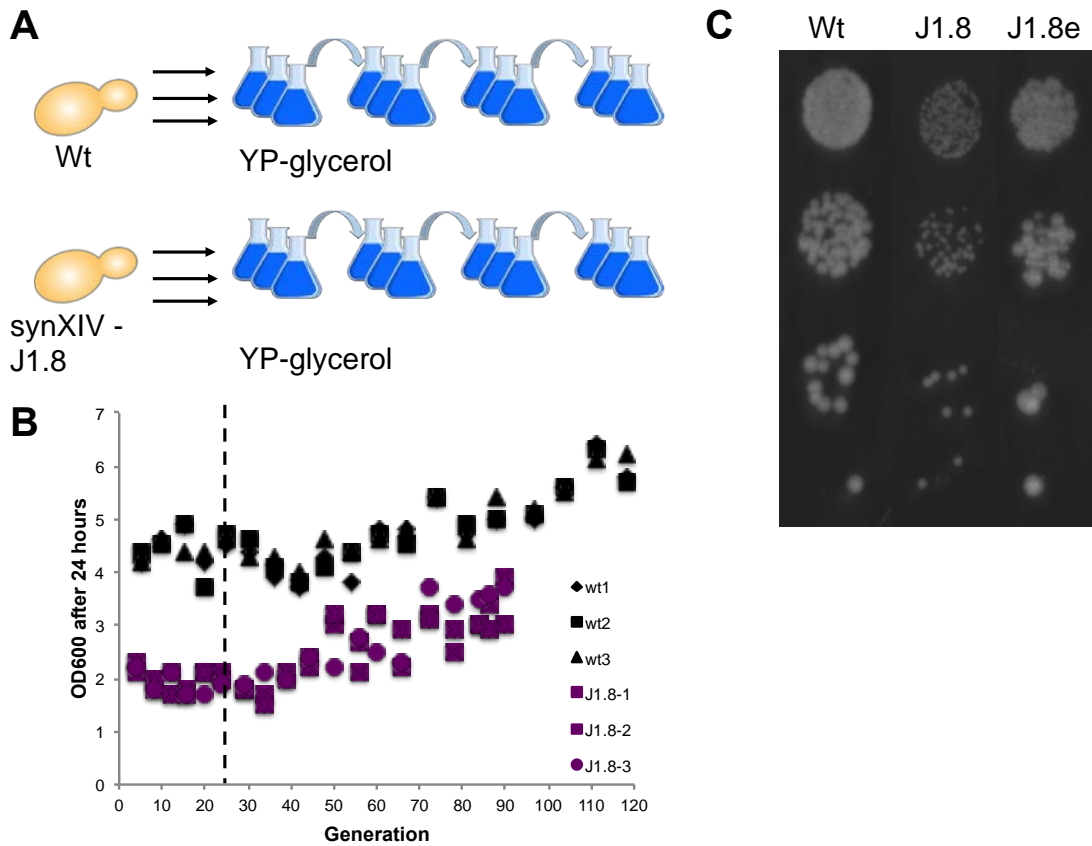 A
Wt
YP-glycerol
synXIV -
J1.8
YP-glycerol
B
OD600 after 24 hours
7
6
5
4
3
2
1
0
0 10 20 30 40 50 60 70 80 90 100 110 120
Generation
wt1
wt2
wt3
J1.8-1
J1.8-2
J1.8-3
C
Wt J1.8 J1.8e